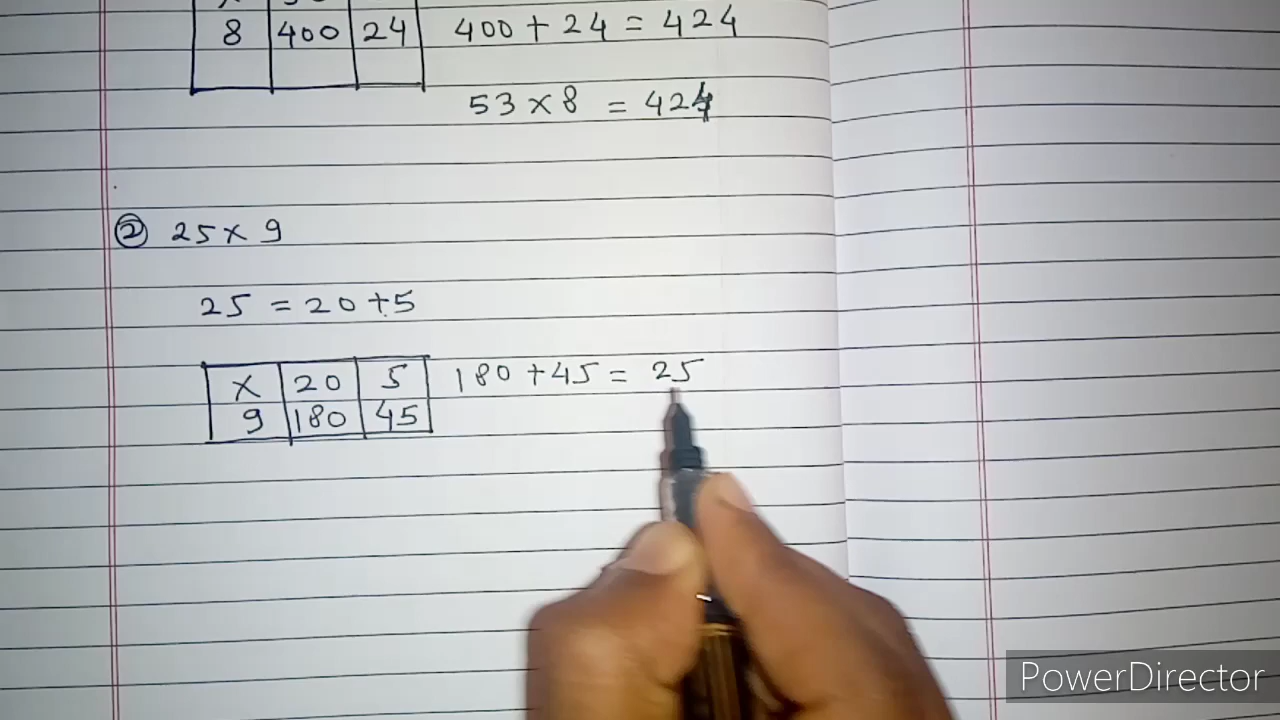 8 400 24 400 + 24 = 424
53 × 8 = 424
② 25 × 9
25 = 20 + 5
× 20 5 180 + 45 = 25
9 180 45
PowerDirector